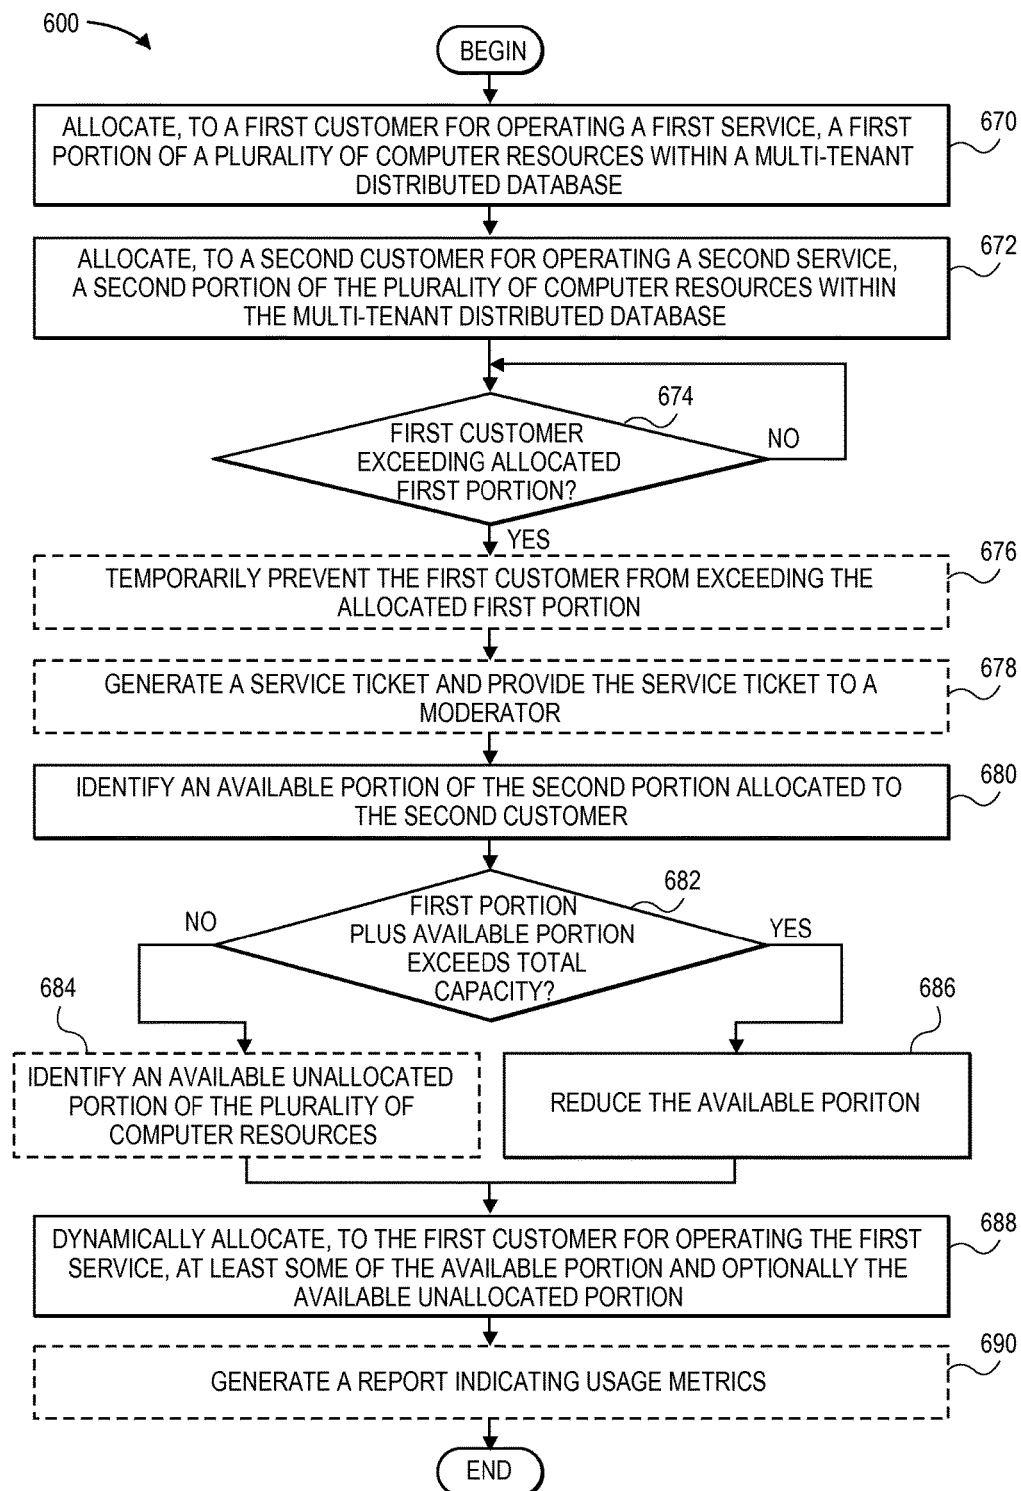 600
BEGIN
ALLOCATE, TO A FIRST CUSTOMER FOR OPERATING A FIRST SERVICE, A FIRST
PORTION OF A PLURALITY OF COMPUTER RESOURCES WITHIN A MULTI-TENANT
DISTRIBUTED DATABASE
670
ALLOCATE, TO A SECOND CUSTOMER FOR OPERATING A SECOND SERVICE,
A SECOND PORTION OF THE PLURALITY OF COMPUTER RESOURCES WITHIN
THE MULTI-TENANT DISTRIBUTED DATABASE
672
674
FIRST CUSTOMER
EXCEEDING ALLOCATED
FIRST PORTION?
NO
YES
676
TEMPORARILY PREVENT THE FIRST CUSTOMER FROM EXCEEDING THE
ALLOCATED FIRST PORTION
678
GENERATE A SERVICE TICKET AND PROVIDE THE SERVICE TICKET TO A
MODERATOR
680
IDENTIFY AN AVAILABLE PORTION OF THE SECOND PORTION ALLOCATED TO
THE SECOND CUSTOMER
682
FIRST PORTION
PLUS AVAILABLE PORTION
EXCEEDS TOTAL
CAPACITY?
NO
YES
684
686
IDENTIFY AN AVAILABLE UNALLOCATED
PORTION OF THE PLURALITY OF
COMPUTER RESOURCES
REDUCE THE AVAILABLE PORITON
688
DYNAMICALLY ALLOCATE, TO THE FIRST CUSTOMER FOR OPERATING THE FIRST
SERVICE, AT LEAST SOME OF THE AVAILABLE PORTION AND OPTIONALLY THE
AVAILABLE UNALLOCATED PORTION
690
GENERATE A REPORT INDICATING USAGE METRICS
END